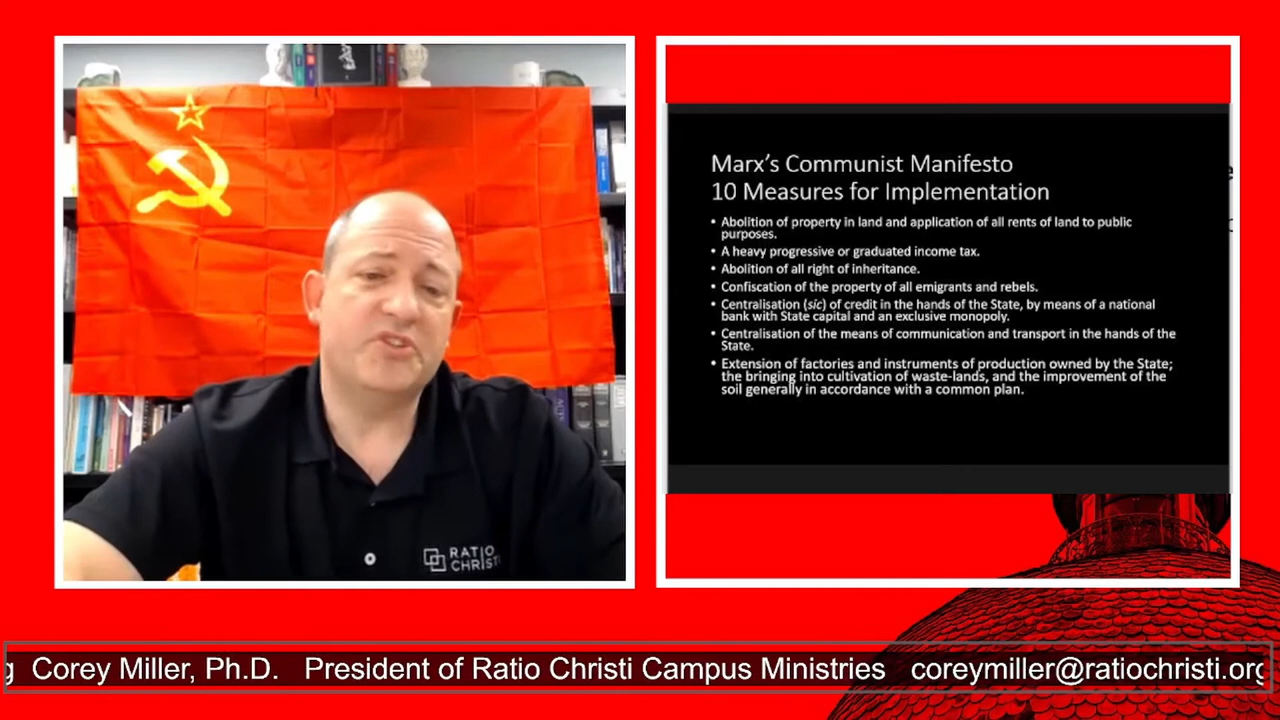 RATIO
CHRISTI
Marx's Communist Manifesto
10 Measures for Implementation
• Abolition of property in land and application of all rents of land to public
purposes.
• A heavy progressive or graduated income tax.
• Abolition of all right of inheritance.
• Confiscation of the property of all emigrants and rebels.
• Centralisation (sic) of credit in the hands of the State, by means of a national
bank with State capital and an exclusive monopoly.
• Centralisation of the means of communication and transport in the hands of the
State.
• Extension of factories and instruments of production owned by the State;
the bringing into cultivation of waste-lands, and the improvement of the
soil generally in accordance with a common plan.
g Corey Miller, Ph.D. President of Ratio Christi Campus Ministries coreymiller@ratiochristi.org